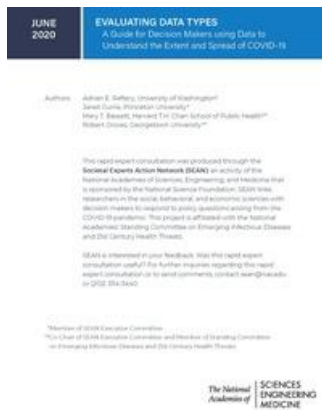 JUNE
2020
EVALUATING DATA TYPES
A Guide for Decision Makers using Data to
Understand the Extent and Spread of COVID-19
Authors: Adrian E. Raftery, University of Washington*
Janet Currie, Princeton University*
Mary T. Bassett, Harvard T.H. Chan School of Public Health**
Robert Groves, Georgetown University**
This rapid expert consultation was produced through the
Societal Experts Action Network (SEAN) an activity of the
National Academies of Sciences, Engineering, and Medicine that
is sponsored by the National Science Foundation. SEAN links
researchers in the social, behavioral, and economic sciences with
decision makers to respond to policy questions arising from the
COVID-19 pandemic. This project is affiliated with the National
Academies' Standing Committee on Emerging Infectious Diseases
and 21st Century Health Threats.
SEAN is interested in your feedback. Was this rapid expert
consultation useful? For further inquiries regarding this rapid
expert consultation or to send comments, contact
or
*Member of SEAN Executive Committee
**Co-Chair of SEAN Executive Committee and Member of Standing Committee
on Emerging Infectious Diseases and 21st Century Health Threats
The National
Academies of
SCIENCES
ENGINEERING
MEDICINE